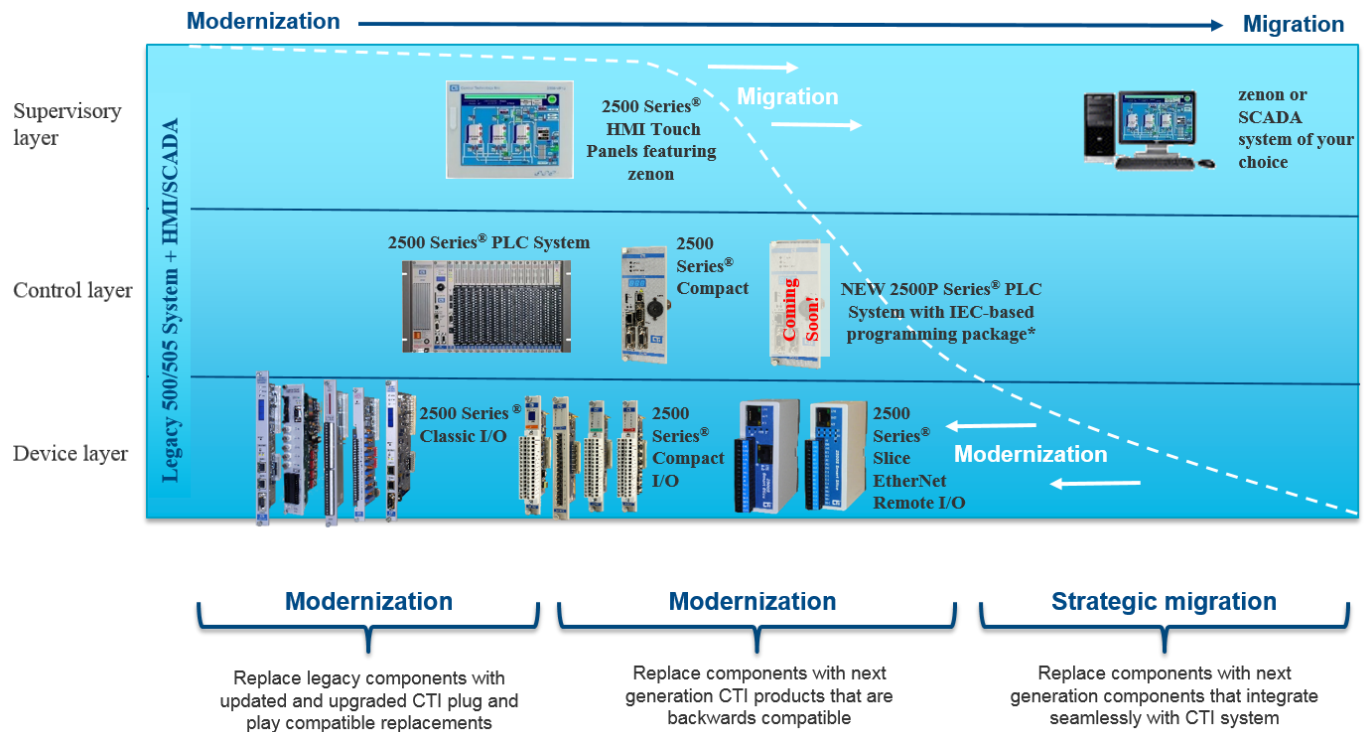 Modernization
Migration
Supervisory
layer
Control layer
Device layer
Legacy 500/505 System + HMI/SCADA
2500 Series®
HMI Touch
Panels featuring
zenon
Migration
zenon or
SCADA
system of your
choice
2500 Series® PLC System
2500
Series®
Compact
Coming
Soon!
NEW 2500P Series® PLC
System with IEC-based
programming package*
2500 Series®
Classic I/O
2500
Series®
Compact
I/O
2500
Series®
Slice
EtherNet
Remote I/O
Modernization
Modernization
Replace legacy components with
updated and upgraded CTI plug and
play compatible replacements
Modernization
Replace components with next
generation CTI products that are
backwards compatible
Strategic migration
Replace components with next
generation components that integrate
seamlessly with CTI system